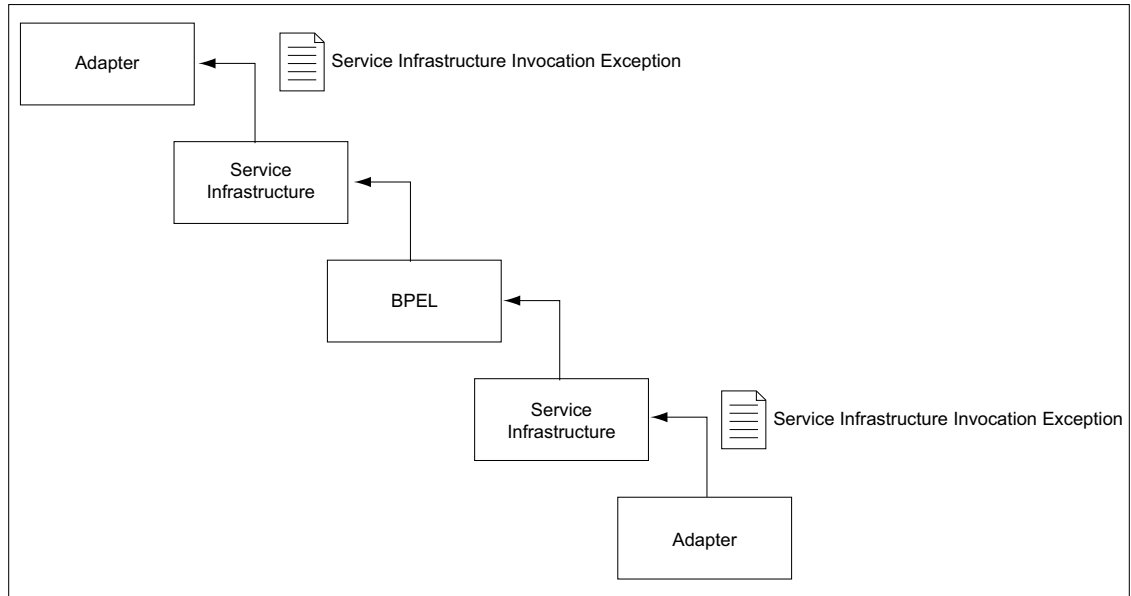 Adapter
Service Infrastructure Invocation Exception
Service
Infrastructure
BPEL
Service
Infrastructure
Service Infrastructure Invocation Exception
Adapter